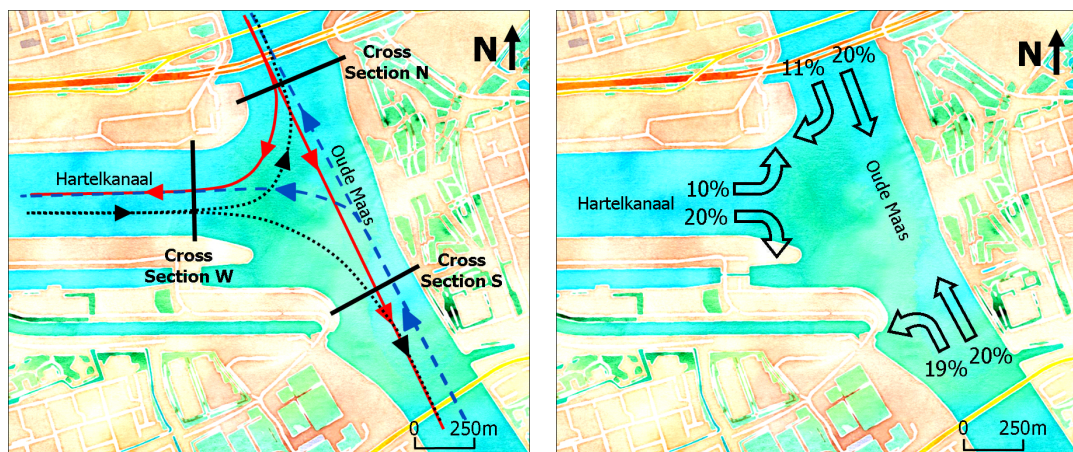 Cross
Section N
N
Oude Maas
Hartelkanaal
Cross
Section W
Cross
Section S
0 250m
N
11% 20%
Oude Maas
10%
Hartelkanaal
20%
19% 20%
0 250m